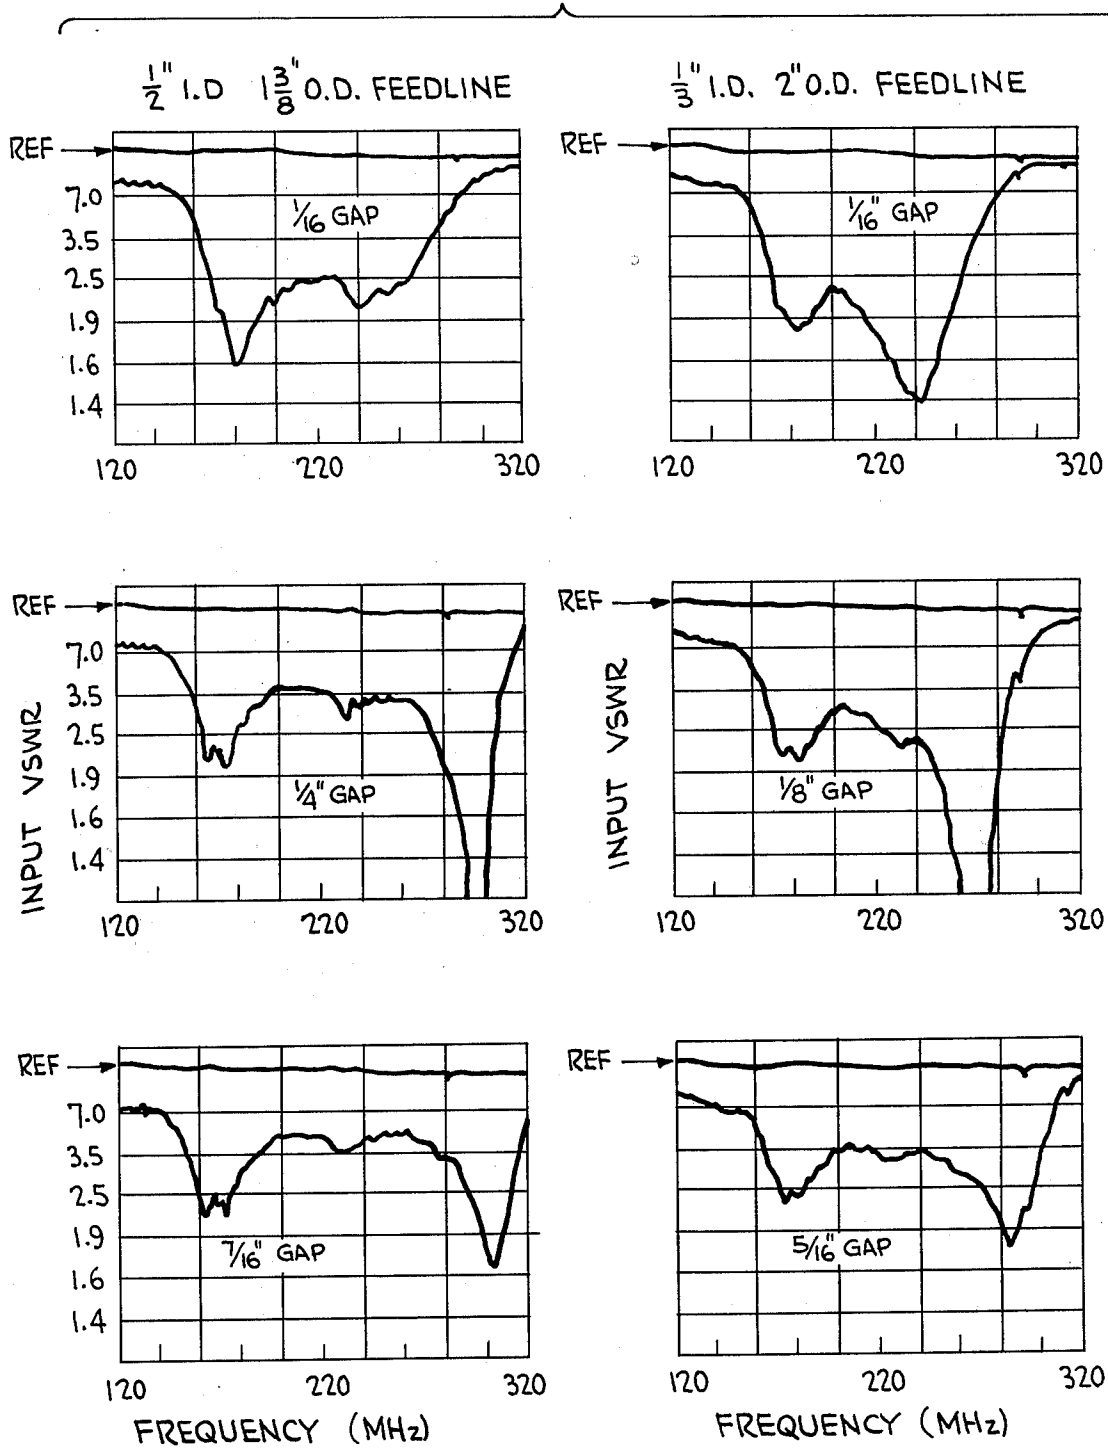 1/2" I.D 1 3/8" O.D. FEEDLINE
1/3" I.D. 2" O.D. FEEDLINE
REF
7.0
3.5
2.5
1.9
1.6
1.4
1/16 GAP
120 220 320
REF
1/16" GAP
120 220 320
INPUT VSWR
REF
7.0
3.5
2.5
1.9
1.6
1.4
1/4" GAP
120 220 320
INPUT VSWR
REF
1/8" GAP
120 220 320
REF
7.0
3.5
2.5
1.9
1.6
1.4
7/16" GAP
120 220 320
FREQUENCY (MHz)
REF
5/16" GAP
120 220 320
FREQUENCY (MHz)